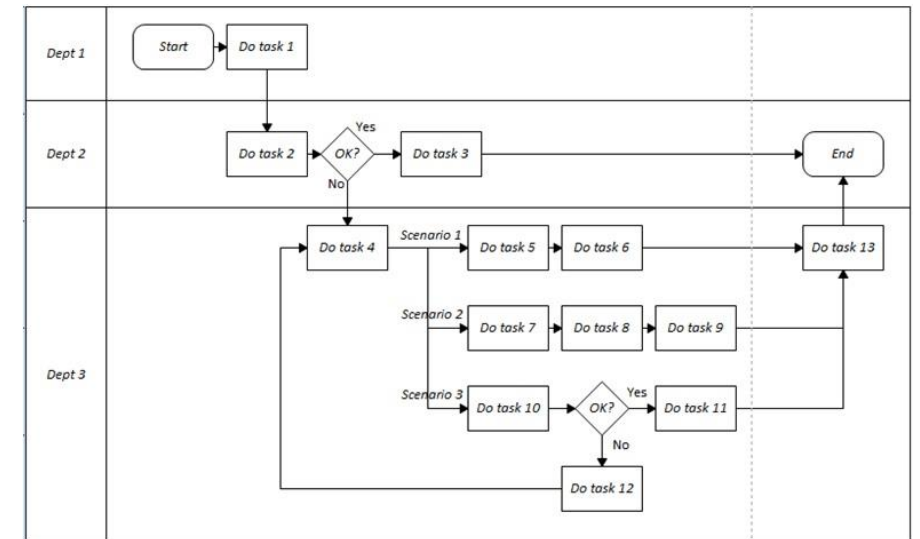 Dept 1
Start
Do task 1
Dept 2
Do task 2
OK?
Yes
No
Do task 3
End
Dept 3
Do task 4
Scenario 1
Do task 5
Do task 6
Do task 13
Scenario 2
Do task 7
Do task 8
Do task 9
Scenario 3
Do task 10
OK?
Yes
No
Do task 11
Do task 12